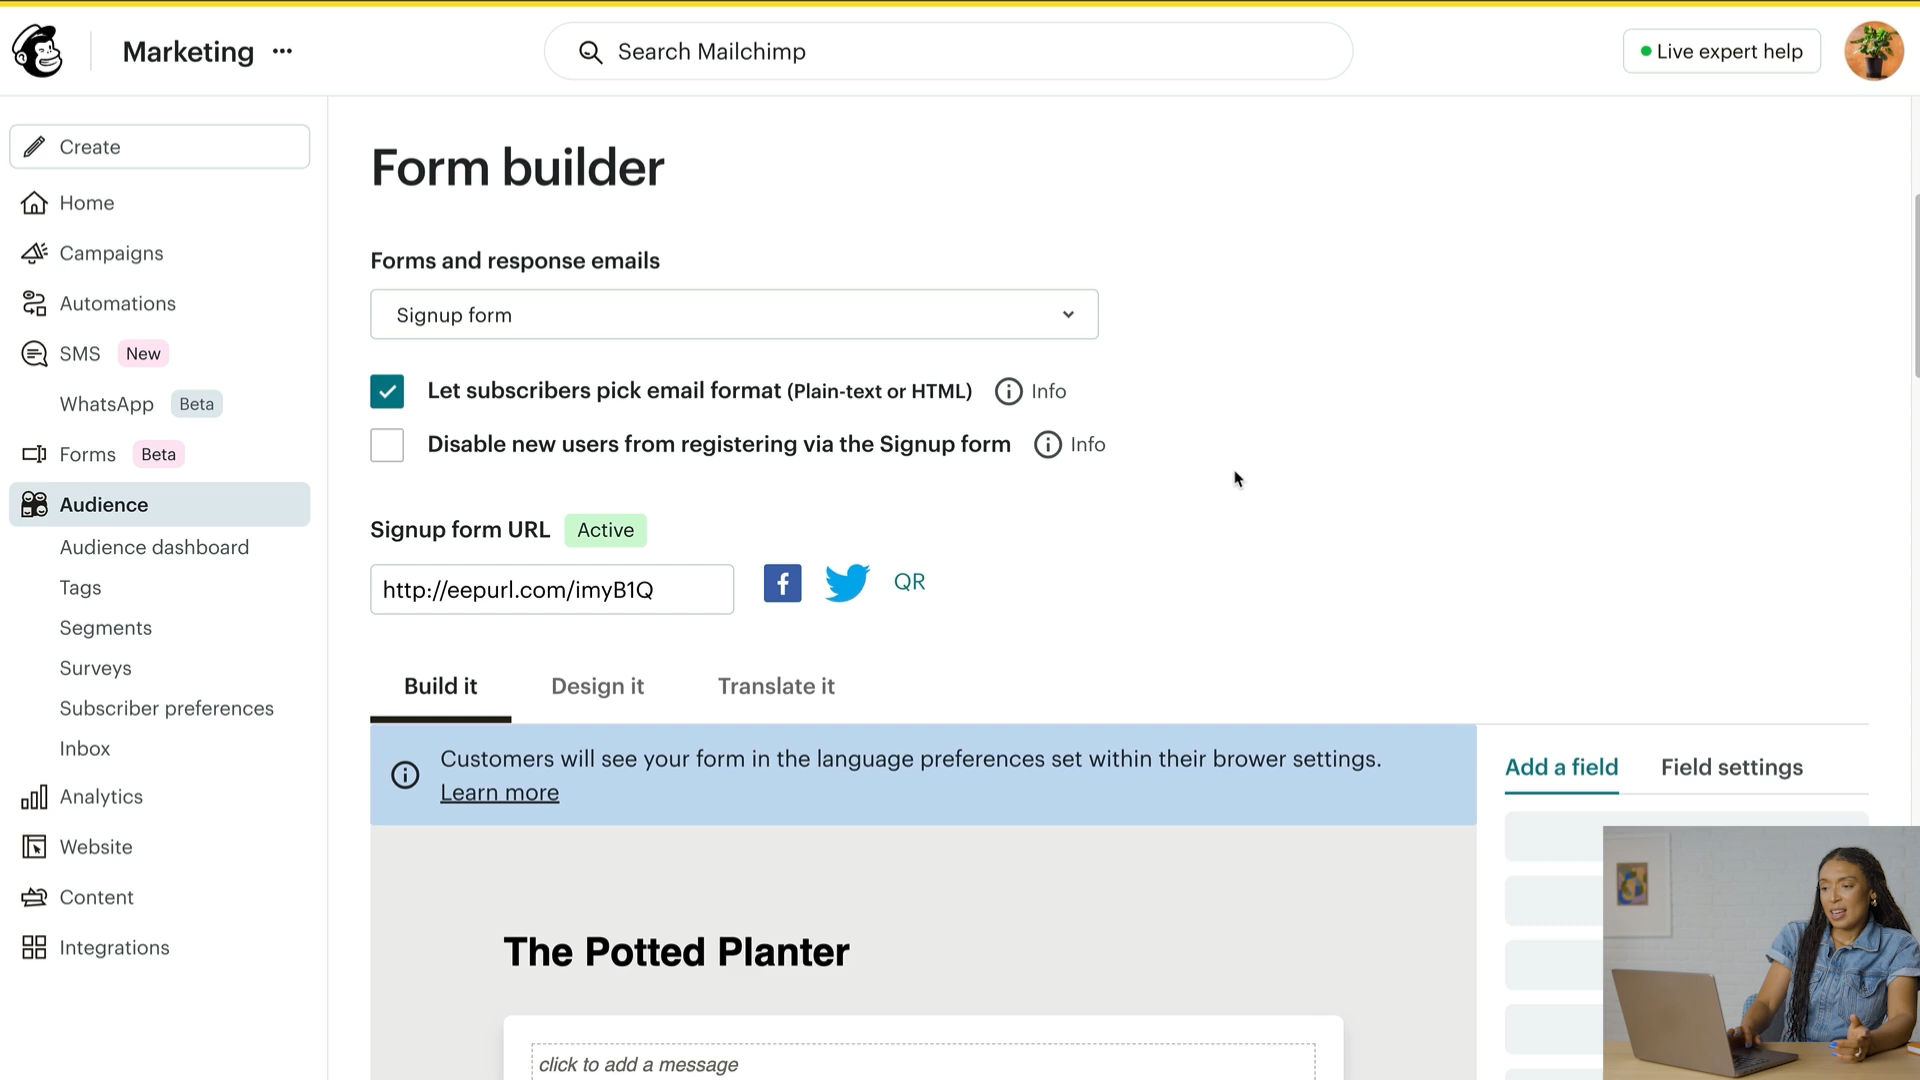 Marketing ···
Search Mailchimp
Live expert help
Create
Home
Campaigns
Automations
SMS New
WhatsApp Beta
Forms Beta
Audience
Audience dashboard
Tags
Segments
Surveys
Subscriber preferences
Inbox
Analytics
Website
Content
Integrations
Form builder
Forms and response emails
Signup form
Let subscribers pick email format (Plain-text or HTML) Info
Disable new users from registering via the Signup form Info
Signup form URL Active
http://eepurl.com/imyB1Q
QR
Build it Design it Translate it
Customers will see your form in the language preferences set within their brower settings.
Learn more
Add a field Field settings
The Potted Planter
click to add a message